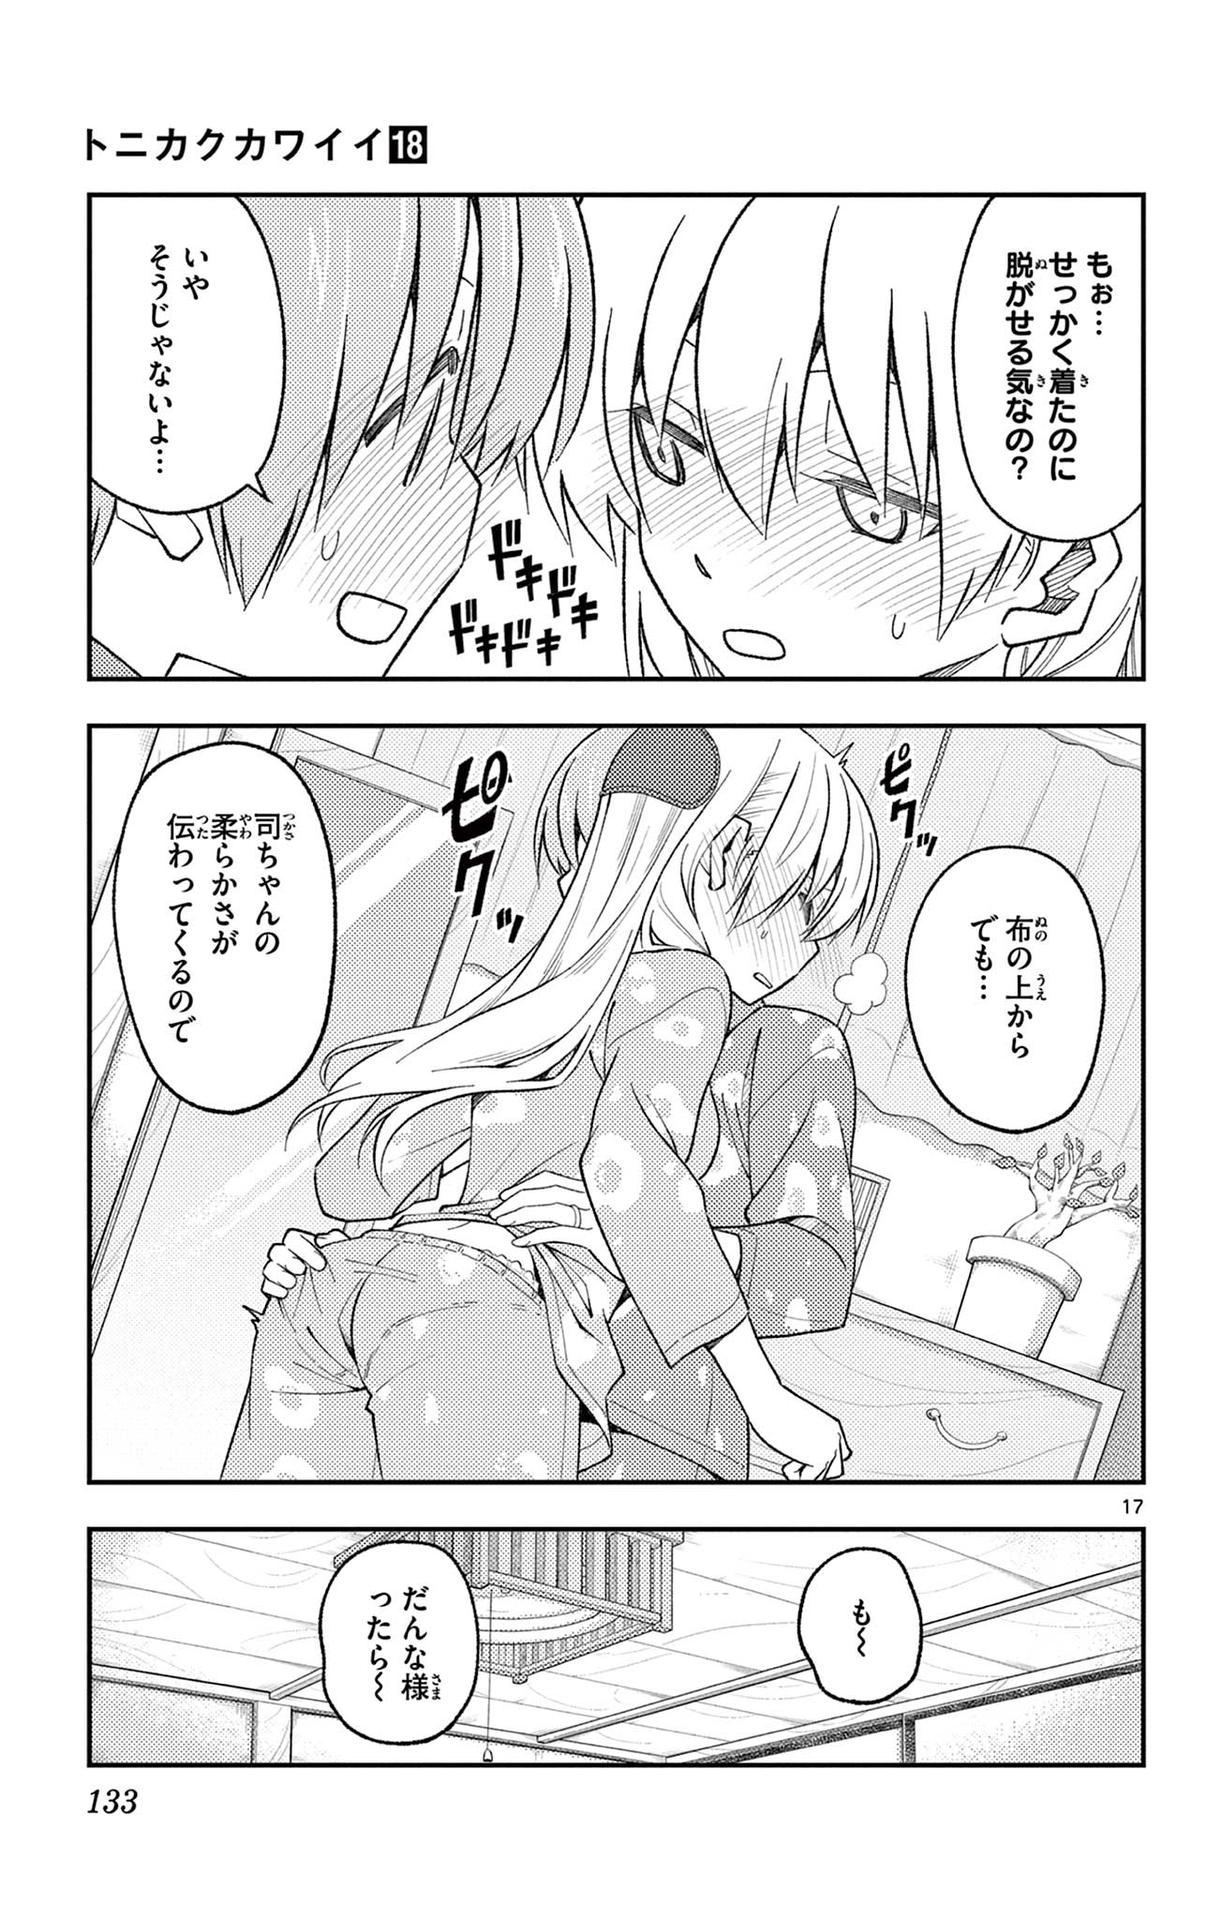 トニカクカワイイ18
もぉ…
せっかく着たのに
脱がせる気なの？
いや
そうじゃないよ…
ドキドキ
ドキドキ
ピクッ
布の上から
でも…
ピクッ
司ちゃんの
柔らかさが
伝わってくるので
17
も〜
だんな様
ったら〜
133